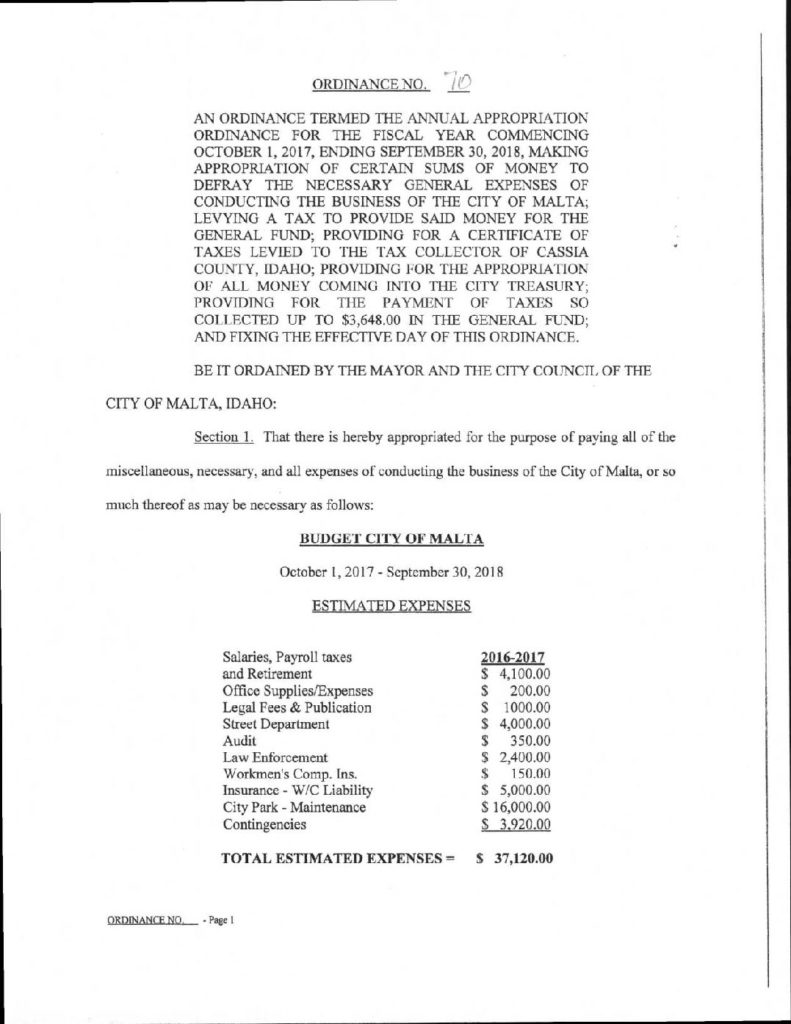 ORDINANCE NO. 70
AN ORDINANCE TERMED THE ANNUAL APPROPRIATION
ORDINANCE FOR THE FISCAL YEAR COMMENCING
OCTOBER 1, 2017, ENDING SEPTEMBER 30, 2018, MAKING
APPROPRIATION OF CERTAIN SUMS OF MONEY TO
DEFRAY THE NECESSARY GENERAL EXPENSES OF
CONDUCTING THE BUSINESS OF THE CITY OF MALTA;
LEVYING A TAX TO PROVIDE SAID MONEY FOR THE
GENERAL FUND; PROVIDING FOR A CERTIFICATE OF
TAXES LEVIED TO THE TAX COLLECTOR OF CASSIA
COUNTY, IDAHO; PROVIDING FOR THE APPROPRIATION
OF ALL MONEY COMING INTO THE CITY TREASURY;
PROVIDING FOR THE PAYMENT OF TAXES SO
COLLECTED UP TO $3,648.00 IN THE GENERAL FUND;
AND FIXING THE EFFECTIVE DAY OF THIS ORDINANCE.
BE IT ORDAINED BY THE MAYOR AND THE CITY COUNCIL OF THE
CITY OF MALTA, IDAHO:
Section 1. That there is hereby appropriated for the purpose of paying all of the
miscellaneous, necessary, and all expenses of conducting the business of the City of Malta, or so
much thereof as may be necessary as follows:
BUDGET CITY OF MALTA
October 1, 2017 - September 30, 2018
ESTIMATED EXPENSES
Salaries, Payroll taxes 2016-2017
and Retirement $ 4,100.00
Office Supplies/Expenses $ 200.00
Legal Fees & Publication $ 1000.00
Street Department $ 4,000.00
Audit $ 350.00
Law Enforcement $ 2,400.00
Workmen's Comp. Ins. $ 150.00
Insurance - W/C Liability $ 5,000.00
City Park - Maintenance $ 16,000.00
Contingencies $ 3,920.00
TOTAL ESTIMATED EXPENSES = $ 37,120.00
ORDINANCE NO. ___ - Page 1